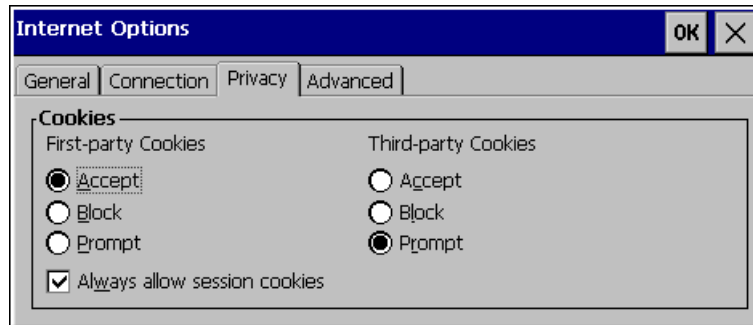 Internet Options OK
General Connection Privacy Advanced
Cookies
First-party Cookies Third-party Cookies
Accept Accept
Block Block
Prompt Prompt
Always allow session cookies